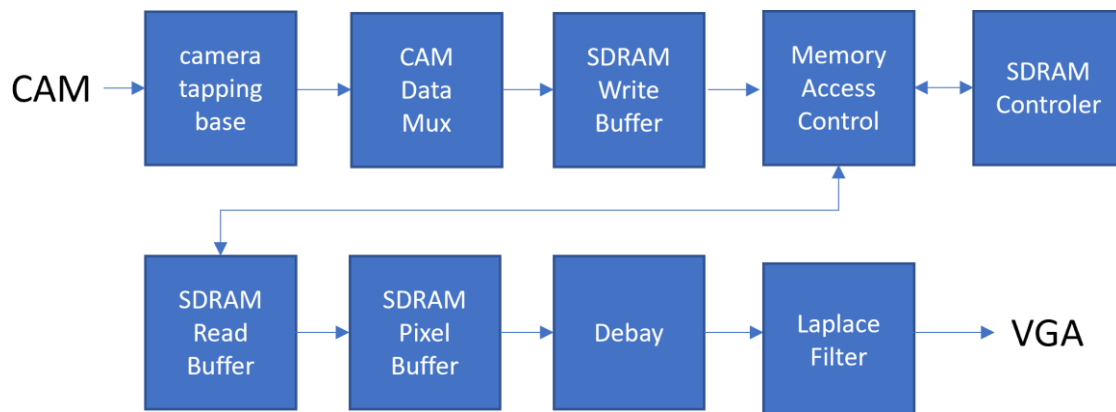 CAM
camera
tapping
base
CAM
Data
Mux
SDRAM
Write
Buffer
Memory
Access
Control
SDRAM
Controler
SDRAM
Read
Buffer
SDRAM
Pixel
Buffer
Debay
Laplace
Filter
VGA